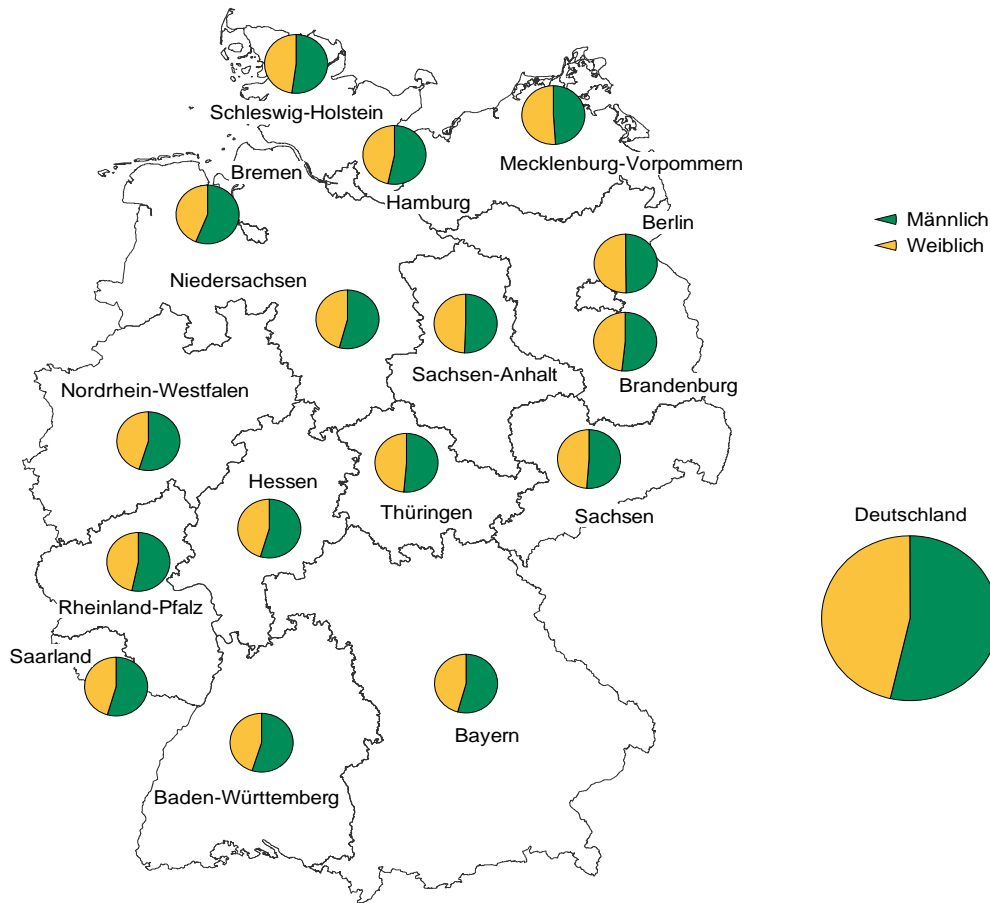 Schleswig-Holstein
Mecklenburg-Vorpommern
Bremen
Hamburg
Berlin
Männlich
Weiblich
Niedersachsen
Sachsen-Anhalt
Brandenburg
Nordrhein-Westfalen
Hessen
Thüringen
Sachsen
Deutschland
Rheinland-Pfalz
Saarland
Bayern
Baden-Württemberg